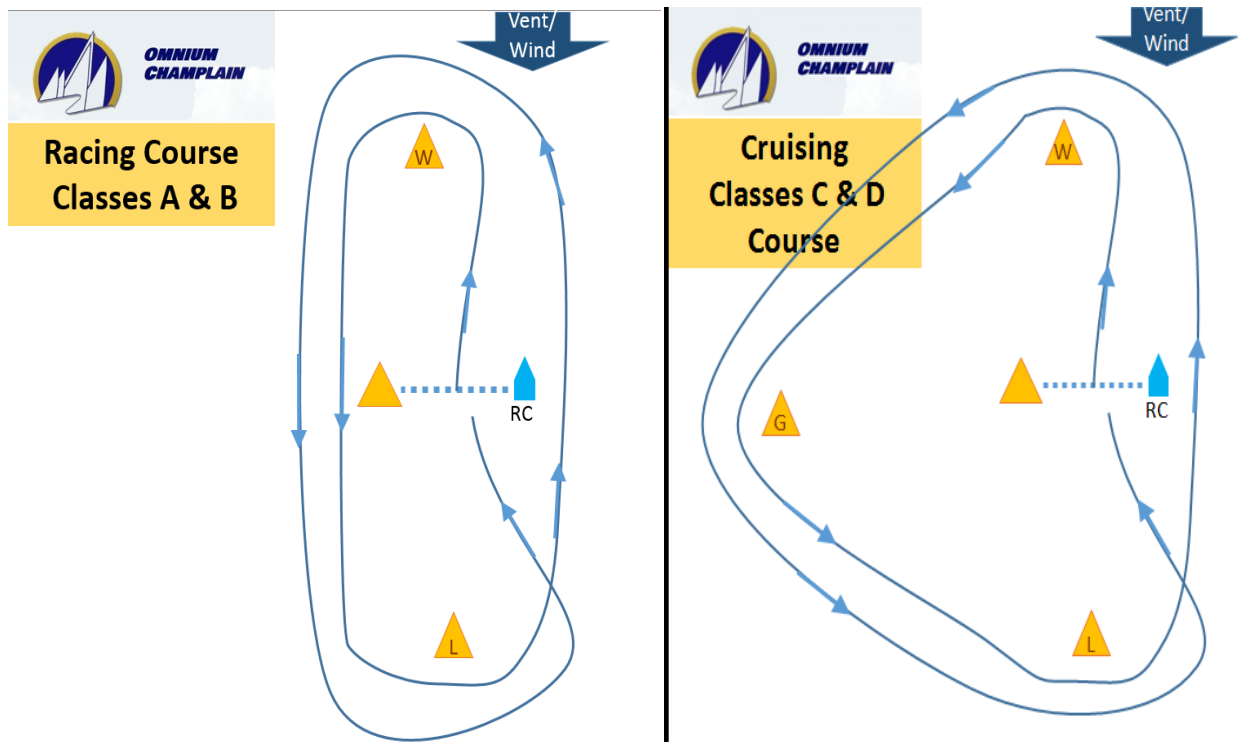 OMNIUM
CHAMPLAIN
Racing Course
Classes A & B
Vent/
Wind
W
RC
L
OMNIUM
CHAMPLAIN
Cruising
Classes C & D
Course
Vent/
Wind
W
G
RC
L